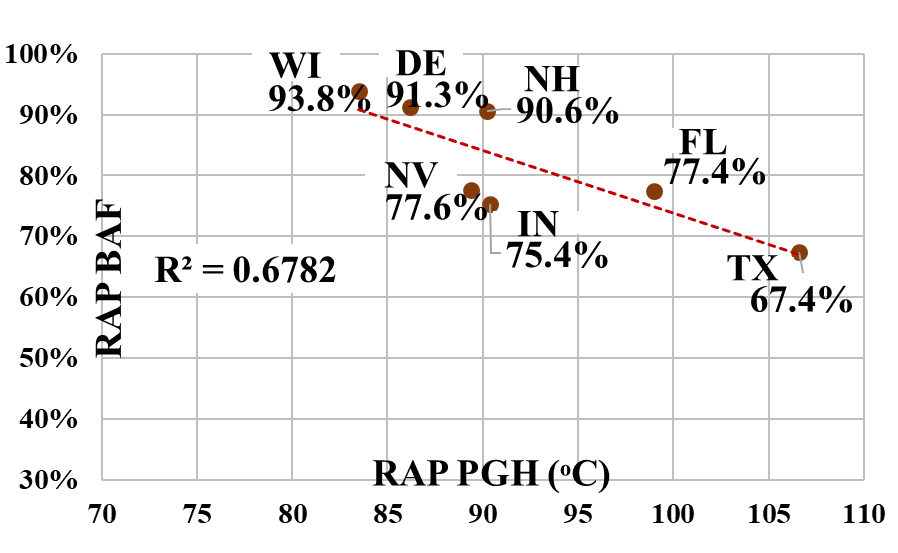 100%
90%
80%
70%
60%
50%
40%
30%
RAP BAF
WI
93.8%
DE
91.3%
NH
90.6%
NV
77.6%
IN
75.4%
FL
77.4%
TX
67.4%
R² = 0.6782
RAP PGH (ºC)
70 75 80 85 90 95 100 105 110